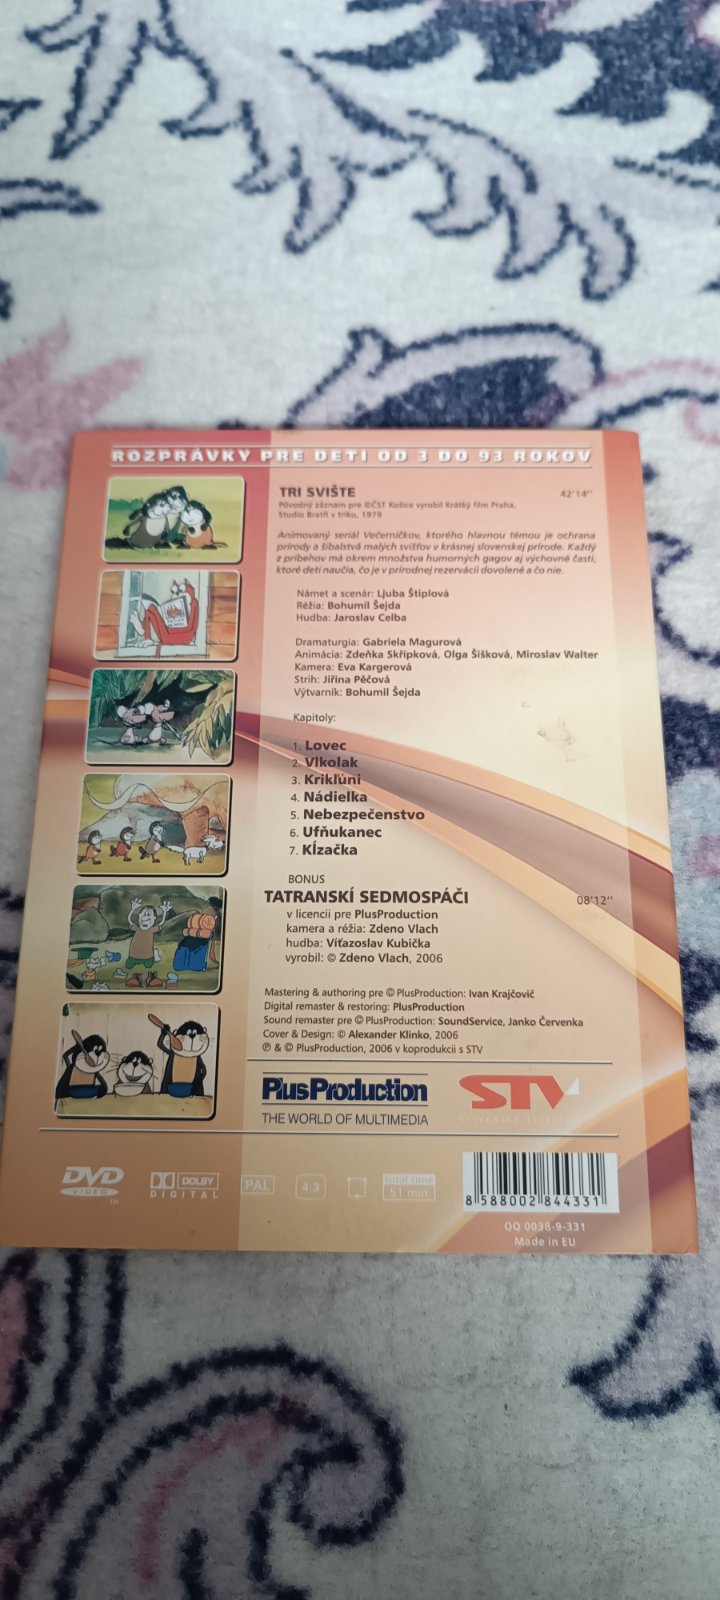 ROZPRÁVKY PRE DETI OD 3 DO 93 ROKOV
TRI SVIŠTE 42'14''
Pôvodný záznam pre ©ČST Košice vyrobil Krátký film Praha,
Studio Bratři v triku, 1979
Animovaný seriál Večerníčkov, ktorého hlavnou témou je ochrana
prírody a šibalstvá malých svišťov v krásnej slovenskej prírode. Každý
z príbehov má okrem množstva humorných gagov aj výchovné časti,
ktoré deti naučia, čo je v prírodnej rezervácii dovolené a čo nie.
Námet a scenár: Ljuba Štíplová
Réžia: Bohumil Šejda
Hudba: Jaroslav Celba
Dramaturgia: Gabriela Magurová
Animácia: Zdeňka Skřípková, Olga Šišková, Miroslav Walter
Kamera: Eva Kargerová
Strih: Jiřina Pěčová
Výtvarník: Bohumil Šejda
Kapitoly:
1. Lovec
2. Vlkolak
3. Krikľúni
4. Nádielka
5. Nebezpečenstvo
6. Ufňukanec
7. Kĺzačka
BONUS
TATRANSKÍ SEDMOSPÁČI 08'12''
v licencii pre PlusProduction
kamera a réžia: Zdeno Vlach
hudba: Víťazoslav Kubička
vyrobil: © Zdeno Vlach, 2006
Mastering & authoring pre © PlusProduction: Ivan Krajčovič
Digital remaster & restoring: PlusProduction
Sound remaster pre © PlusProduction: SoundService, Janko Červenka
Cover & Design: © Alexander Klinko, 2006
℗ & © PlusProduction, 2006 v koprodukcii s STV
PlusProduction
THE WORLD OF MULTIMEDIA
STV
SLOVENSKÁ TELEVÍZIA
DVD
VIDEO
TM
DOLBY
DIGITAL
PAL
4:3
total time
51 min.
8 588002 844331
QQ 0038-9-331
Made in EU